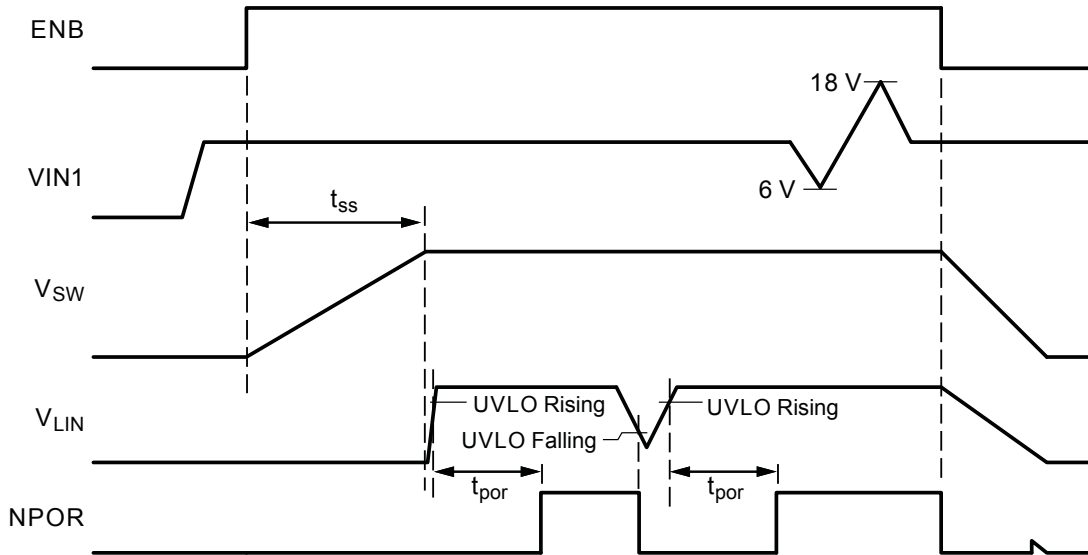 ENB
18 V
VIN1
6 V
tss
VSW
VLIN
UVLO Rising
UVLO Rising
UVLO Falling
tpor
tpor
NPOR